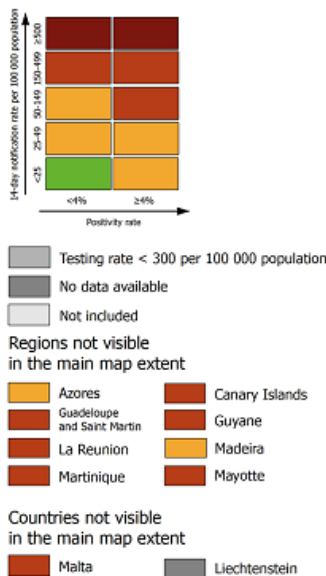 14-day notification rate per 100 000 population
≥500
150-499
50-149
25-49
<25
<4%
≥4%
Positivity rate
Testing rate < 300 per 100 000 population
No data available
Not included
Regions not visible
in the main map extent
Azores
Canary Islands
Guadeloupe
and Saint Martin
Guyane
La Reunion
Madeira
Martinique
Mayotte
Countries not visible
in the main map extent
Malta
Liechtenstein